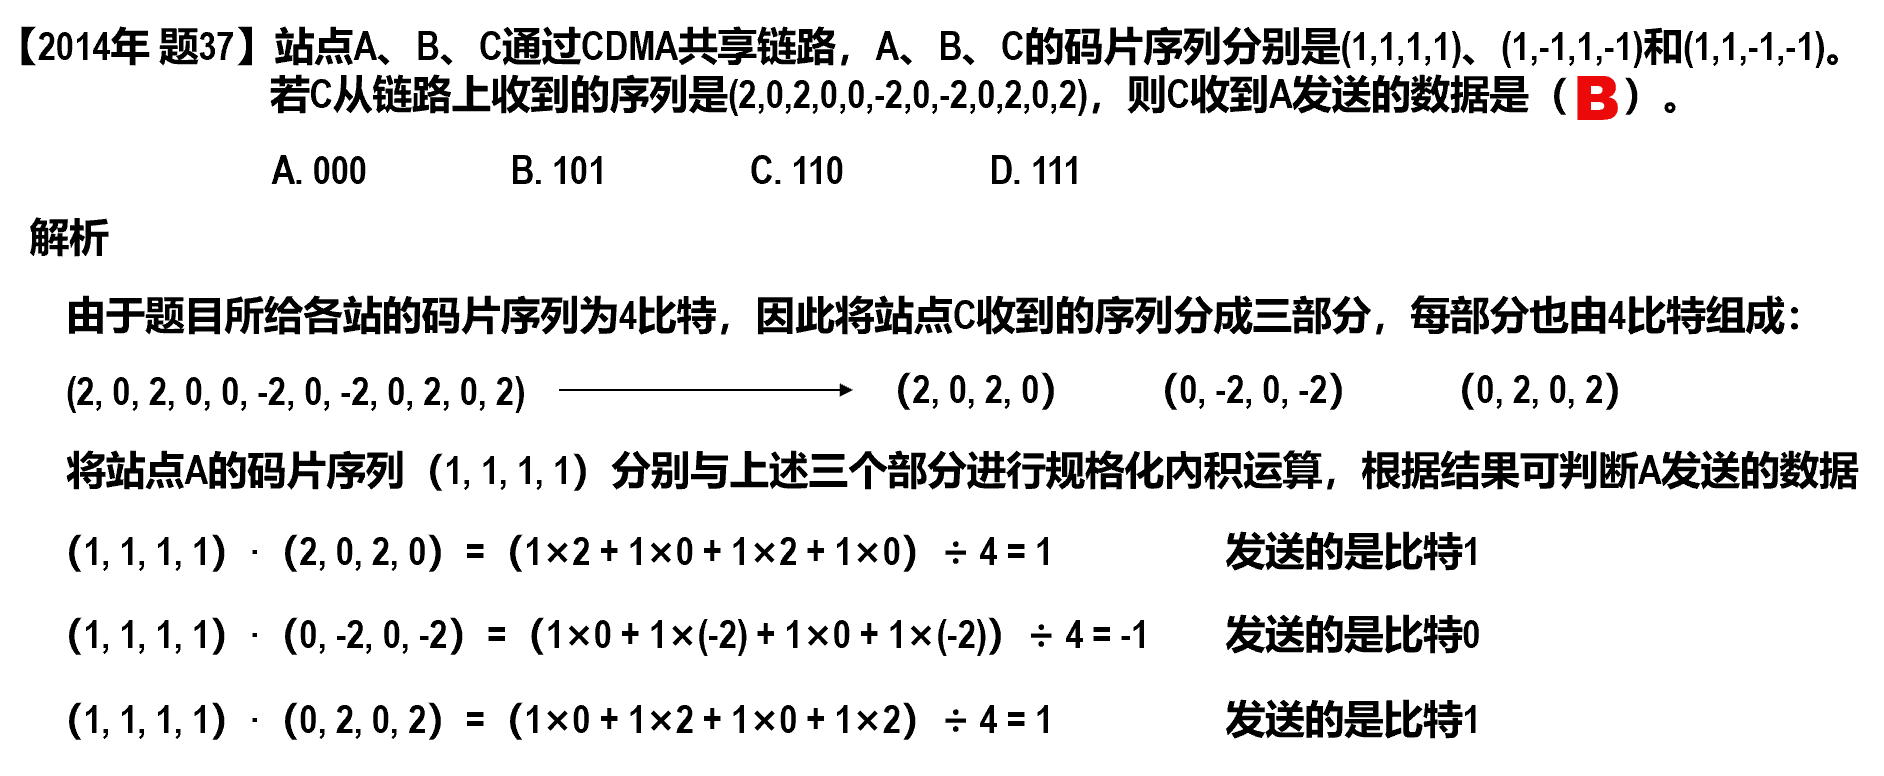 【2014年 题37】站点A、B、C通过CDMA共享链路，A、B、C的码片序列分别是(1,1,1,1)、(1,-1,1,-1)和(1,1,-1,-1)。
若C从链路上收到的序列是(2,0,2,0,0,-2,0,-2,0,2,0,2)，则C收到A发送的数据是（B）。
A. 000 B. 101 C. 110 D. 111
解析
由于题目所给各站的码片序列为4比特，因此将站点C收到的序列分成三部分，每部分也由4比特组成：
(2, 0, 2, 0, 0, -2, 0, -2, 0, 2, 0, 2) （2, 0, 2, 0） （0, -2, 0, -2） （0, 2, 0, 2）
将站点A的码片序列（1, 1, 1, 1）分别与上述三个部分进行规格化内积运算，根据结果可判断A发送的数据
（1, 1, 1, 1）·（2, 0, 2, 0）=（1×2 + 1×0 + 1×2 + 1×0）÷ 4 = 1 发送的是比特1
（1, 1, 1, 1）·（0, -2, 0, -2）=（1×0 + 1×(-2) + 1×0 + 1×(-2)）÷ 4 = -1 发送的是比特0
（1, 1, 1, 1）·（0, 2, 0, 2）=（1×0 + 1×2 + 1×0 + 1×2）÷ 4 = 1 发送的是比特1